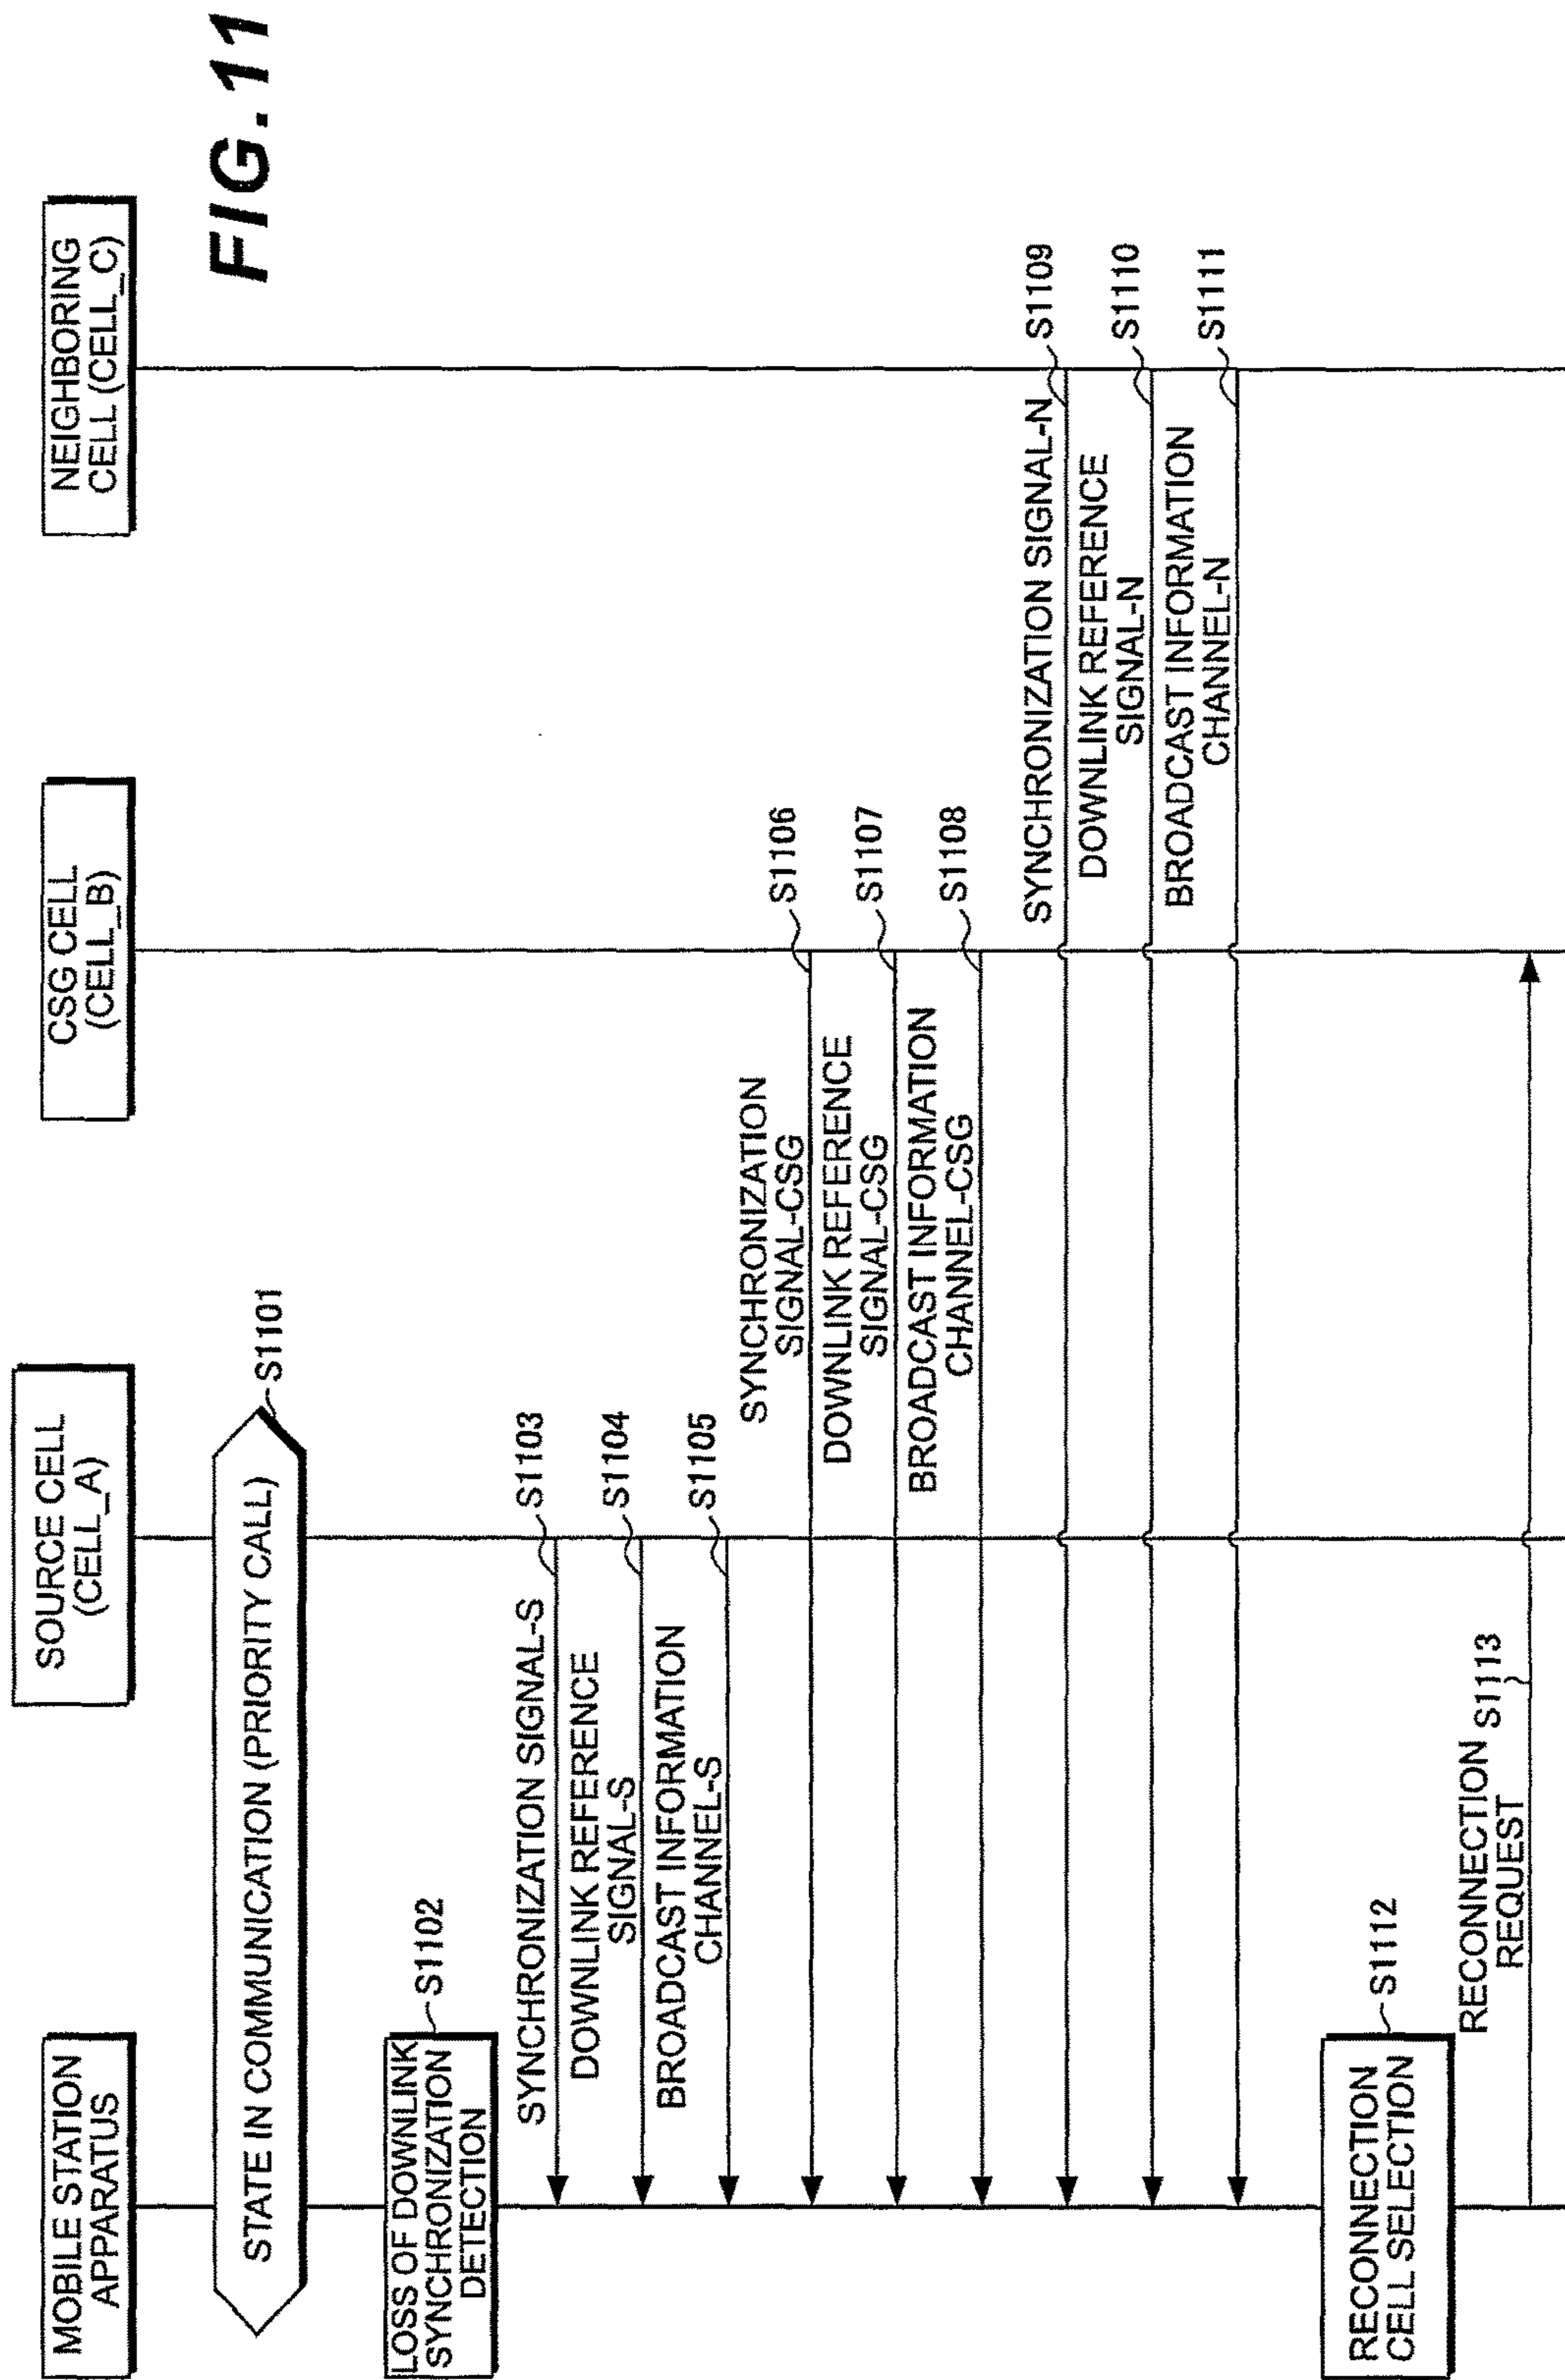 FIG.11
MOBILE STATION
APPARATUS
SOURCE CELL
(CELL_A)
CSG CELL
(CELL_B)
NEIGHBORING
CELL (CELL_C)
STATE IN COMMUNICATION (PRIORITY CALL)
S1101
LOSS OF DOWNLINK
SYNCHRONIZATION
DETECTION
S1102
SYNCHRONIZATION SIGNAL-S
S1103
DOWNLINK REFERENCE
SIGNAL-S
S1104
BROADCAST INFORMATION
CHANNEL-S
S1105
SYNCHRONIZATION
SIGNAL-CSG
S1106
DOWNLINK REFERENCE
SIGNAL-CSG
S1107
BROADCAST INFORMATION
CHANNEL-CSG
S1108
SYNCHRONIZATION SIGNAL-N
S1109
DOWNLINK REFERENCE
SIGNAL-N
S1110
BROADCAST INFORMATION
CHANNEL-N
S1111
RECONNECTION
CELL SELECTION
S1112
RECONNECTION
REQUEST
S1113